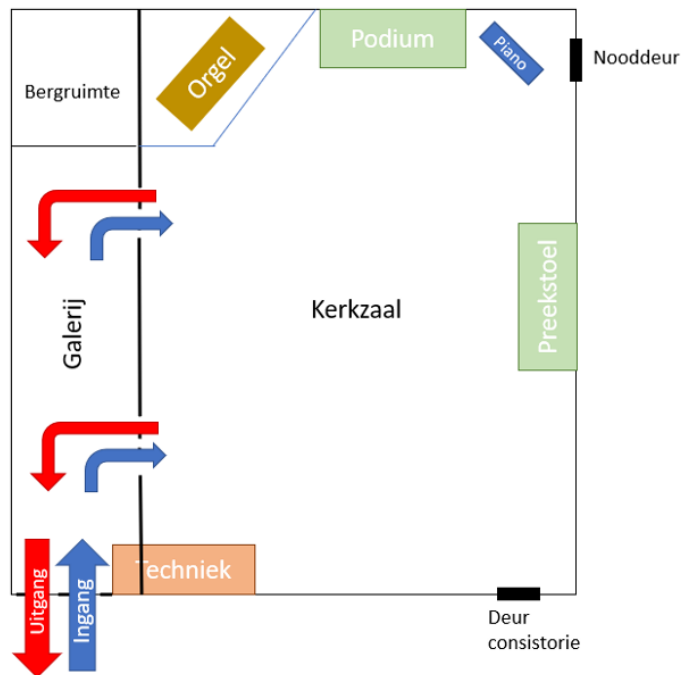 Podium
Orgel
Piano
Nooddeur
Bergruimte
Preekstoel
Galerij
Kerkzaal
Techniek
Uitgang
Ingang
Deur
consistorie